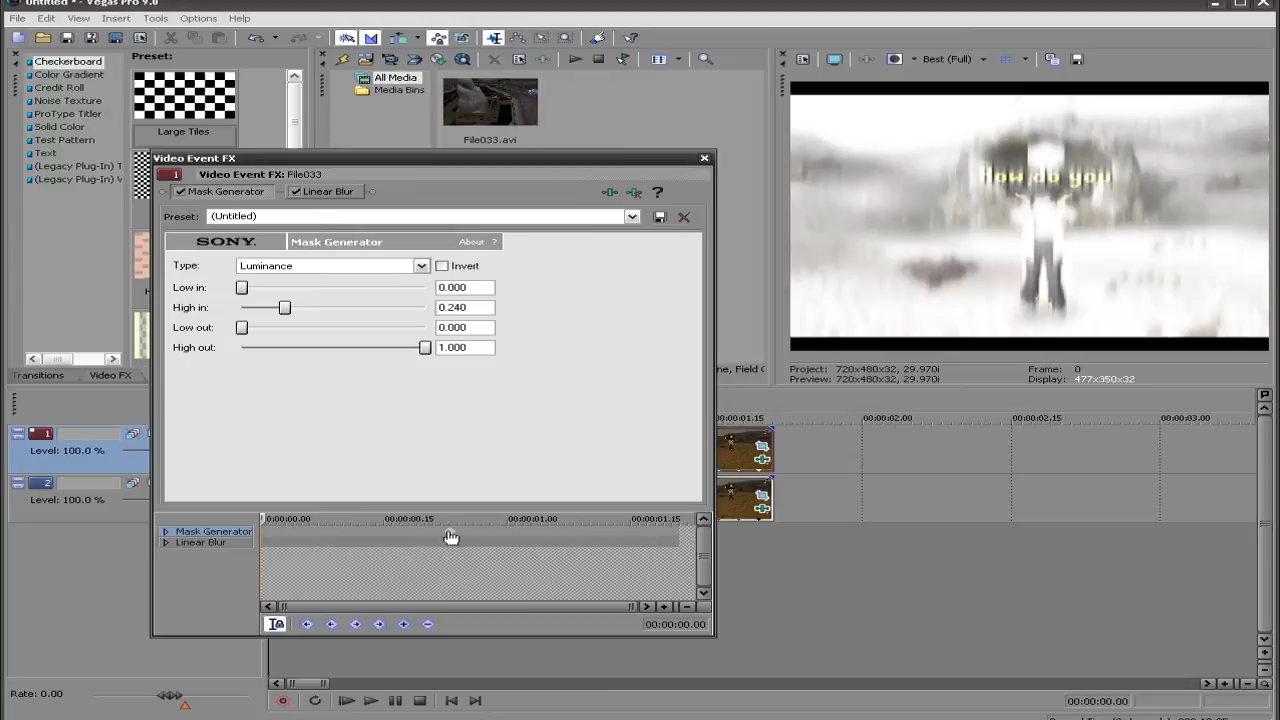 Untitled * - Vegas Pro 9.0
File Edit View Insert Tools Options Help
Checkerboard
Color Gradient
Credit Roll
Noise Texture
ProType Titler
Solid Color
Test Pattern
Text
(Legacy Plug-In) T
(Legacy Plug-In) V
Preset:
Large Tiles
All Media
Media Bins
File033.avi
Best (Full)
How do you
Video Event FX
1 Video Event FX: File033
Mask Generator Linear Blur ?
Preset: (Untitled)
SONY. Mask Generator About ?
Type: Luminance Invert
Low in: 0.000
High in: 0.240
Low out: 0.000
High out: 1.000
Transitions Video FX
Project: 720x480x32, 29.970i Frame: 0
Preview: 720x480x32, 29.970i Display: 477x350x32
00:00:01.15 00:00:02.00 00:00:02.15 00:00:03.00
1
Level: 100.0 %
2
Level: 100.0 %
0:00:00.00 00:00:00.15 00:00:01.00 00:00:01.15
Mask Generator
Linear Blur
00:00:00.00
Rate: 0.00
00:00:00.00